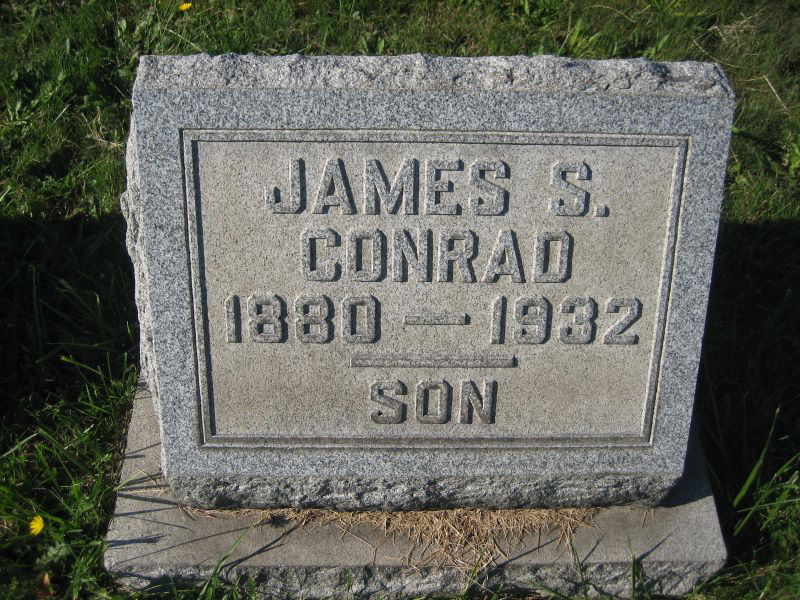 JAMES S.
CONRAD
1880 — 1932
SON